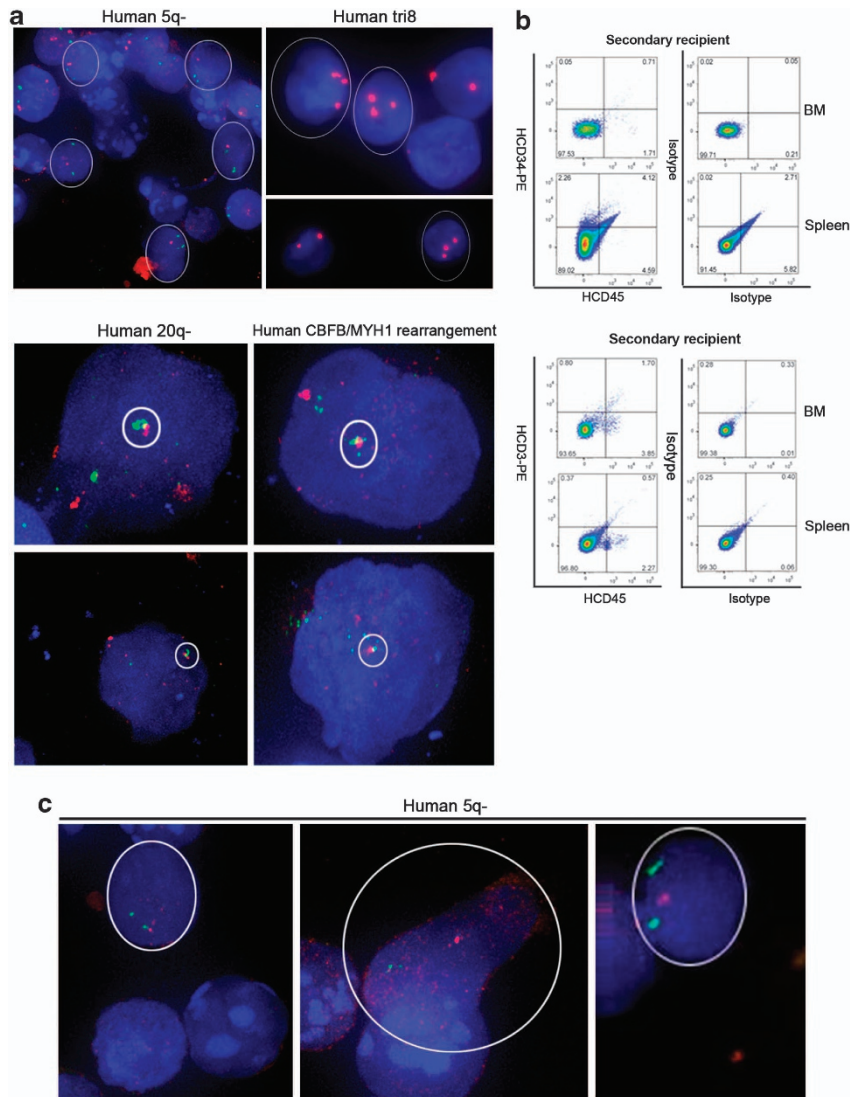 a
Human 5q-
Human tri8
Human 20q-
Human CBFB/MYH1 rearrangement
b
Secondary recipient
0.05 0.71
97.53 1.71
0.02 0.05
99.71 0.21
BM
2.26 4.12
89.02 4.59
0.02 2.71
91.45 5.82
Spleen
HCD34-PE
Isotype
HCD45
Isotype
Secondary recipient
0.80 1.70
93.65 3.85
0.28 0.33
99.38 0.01
BM
0.37 0.57
96.80 2.27
0.25 0.40
99.30 0.06
Spleen
HCD3-PE
Isotype
HCD45
Isotype
c
Human 5q-